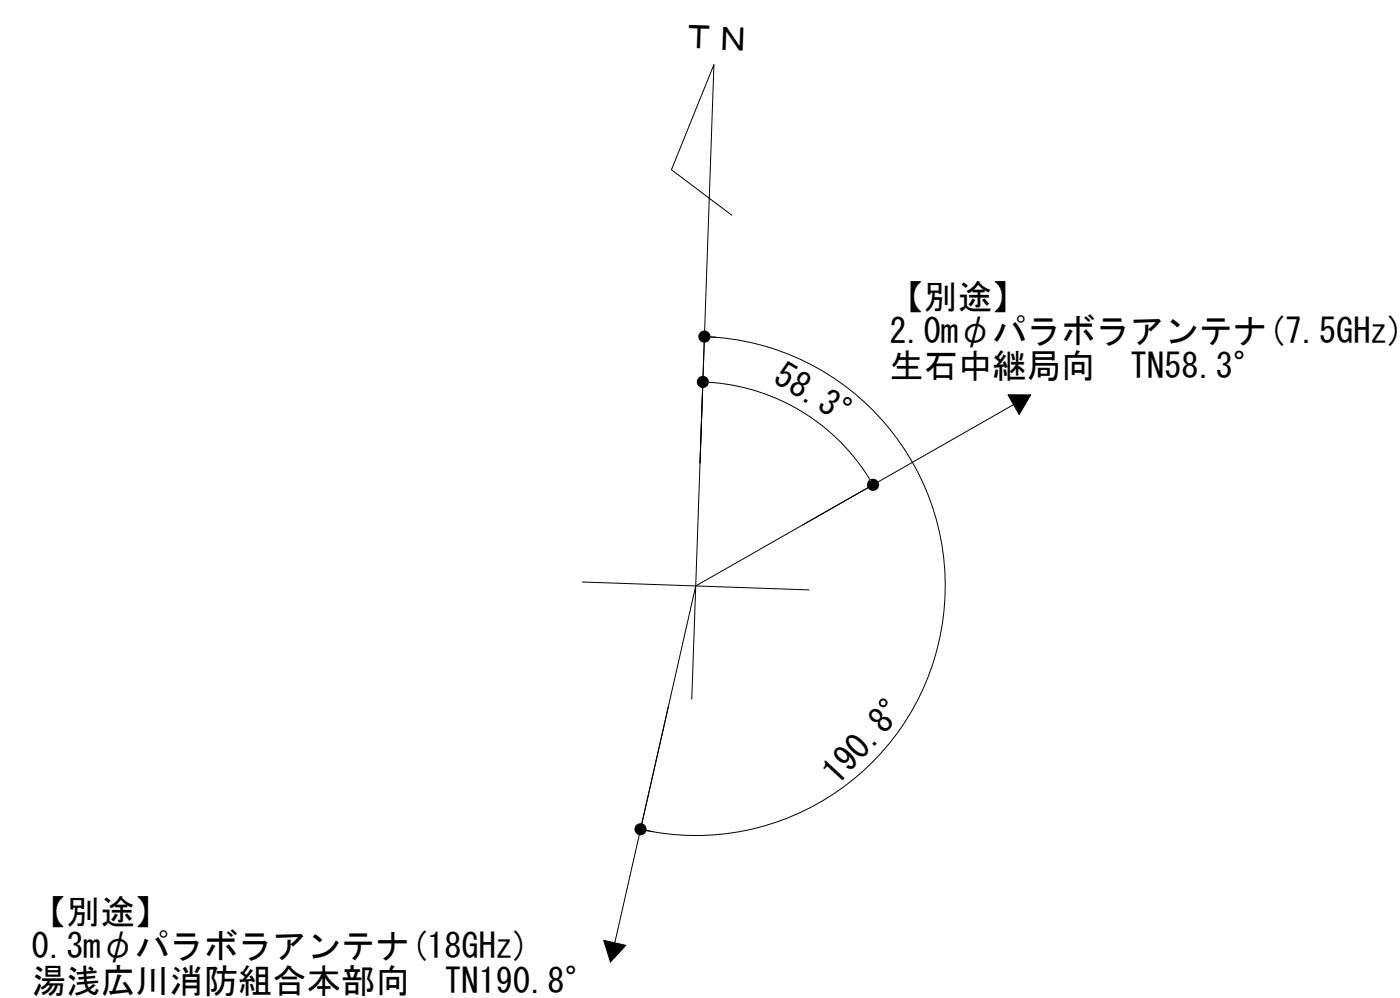 TN
【別途】
2.0mφパラボラアンテナ(7.5GHz)
生石中継局向　TN58.3°
58.3°
190.8°
【別途】
0.3mφパラボラアンテナ(18GHz)
湯浅広川消防組合本部向　TN190.8°